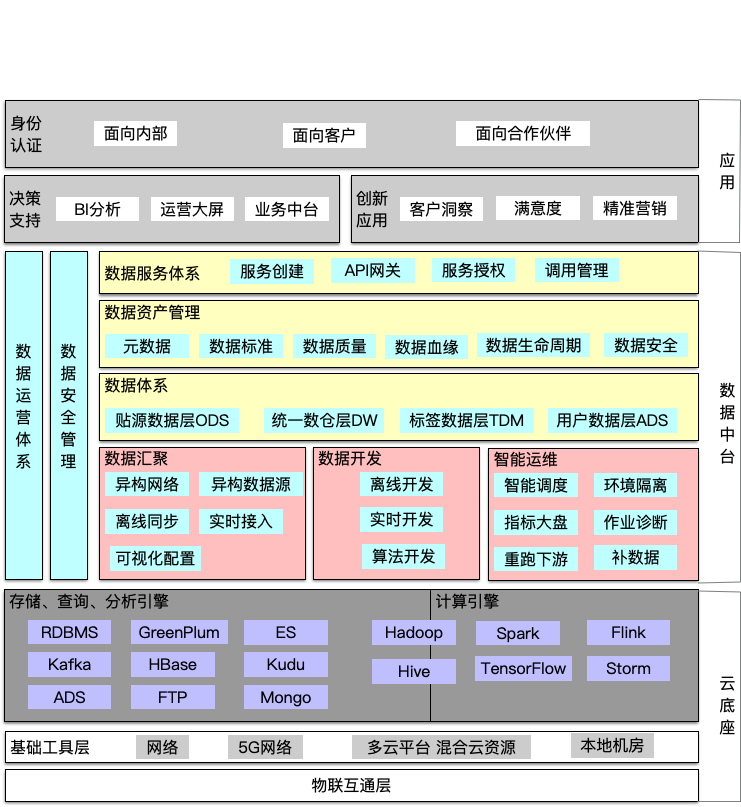 身份
认证
面向内部
面向客户
面向合作伙伴
应用
决策
支持
BI分析
运营大屏
业务中台
创新
应用
客户洞察
满意度
精准营销
数据运营体系
数据安全管理
数据服务体系
服务创建
API网关
服务授权
调用管理
数据资产管理
元数据
数据标准
数据质量
数据血缘
数据生命周期
数据安全
数据体系
贴源数据层ODS
统一数仓层DW
标签数据层TDM
用户数据层ADS
数据中台
数据汇聚
异构网络
异构数据源
离线同步
实时接入
可视化配置
数据开发
离线开发
实时开发
算法开发
智能运维
智能调度
环境隔离
指标大盘
作业诊断
重跑下游
补数据
存储、查询、分析引擎
RDBMS
GreenPlum
ES
Kafka
HBase
Kudu
ADS
FTP
Mongo
计算引擎
Hadoop
Spark
Flink
Hive
TensorFlow
Storm
云底座
基础工具层
网络
5G网络
多云平台 混合云资源
本地机房
物联互通层